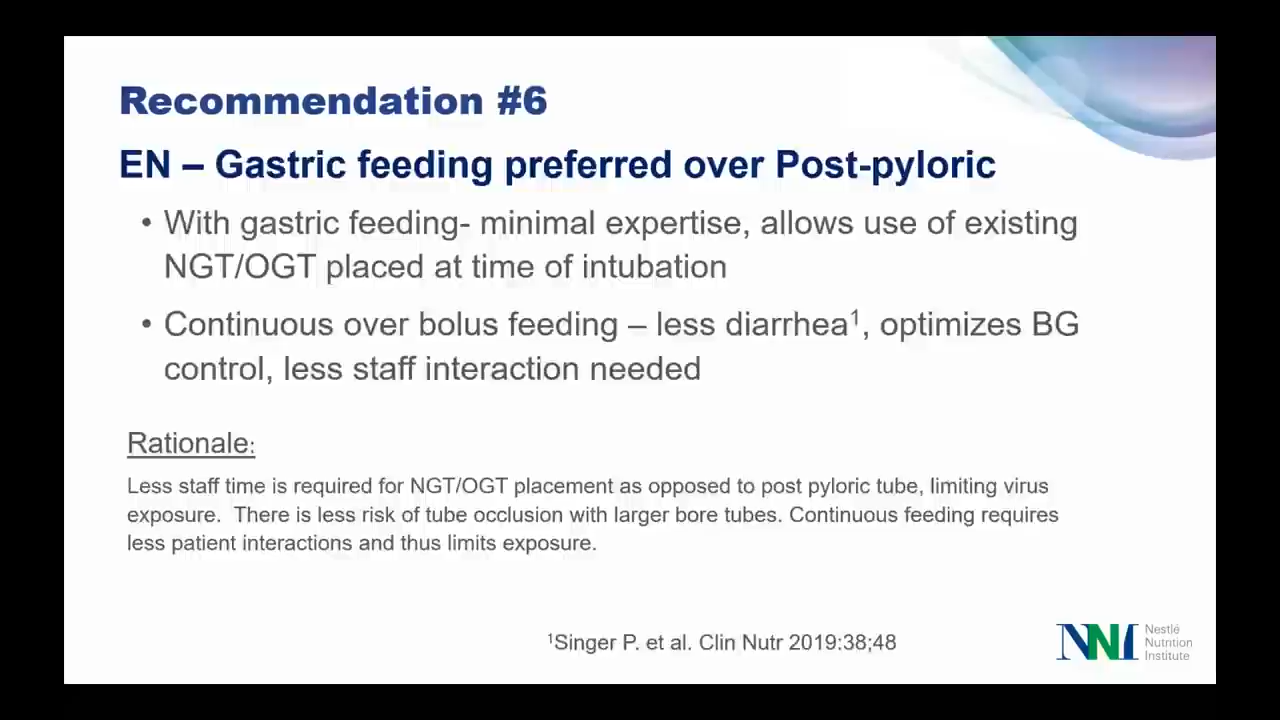 Recommendation #6
EN – Gastric feeding preferred over Post-pyloric
• With gastric feeding- minimal expertise, allows use of existing
NGT/OGT placed at time of intubation
• Continuous over bolus feeding – less diarrhea¹, optimizes BG
control, less staff interaction needed
Rationale:
Less staff time is required for NGT/OGT placement as opposed to post pyloric tube, limiting virus
exposure.  There is less risk of tube occlusion with larger bore tubes. Continuous feeding requires
less patient interactions and thus limits exposure.
¹Singer P. et al. Clin Nutr 2019:38;48
NNI
Nestlé
Nutrition
Institute